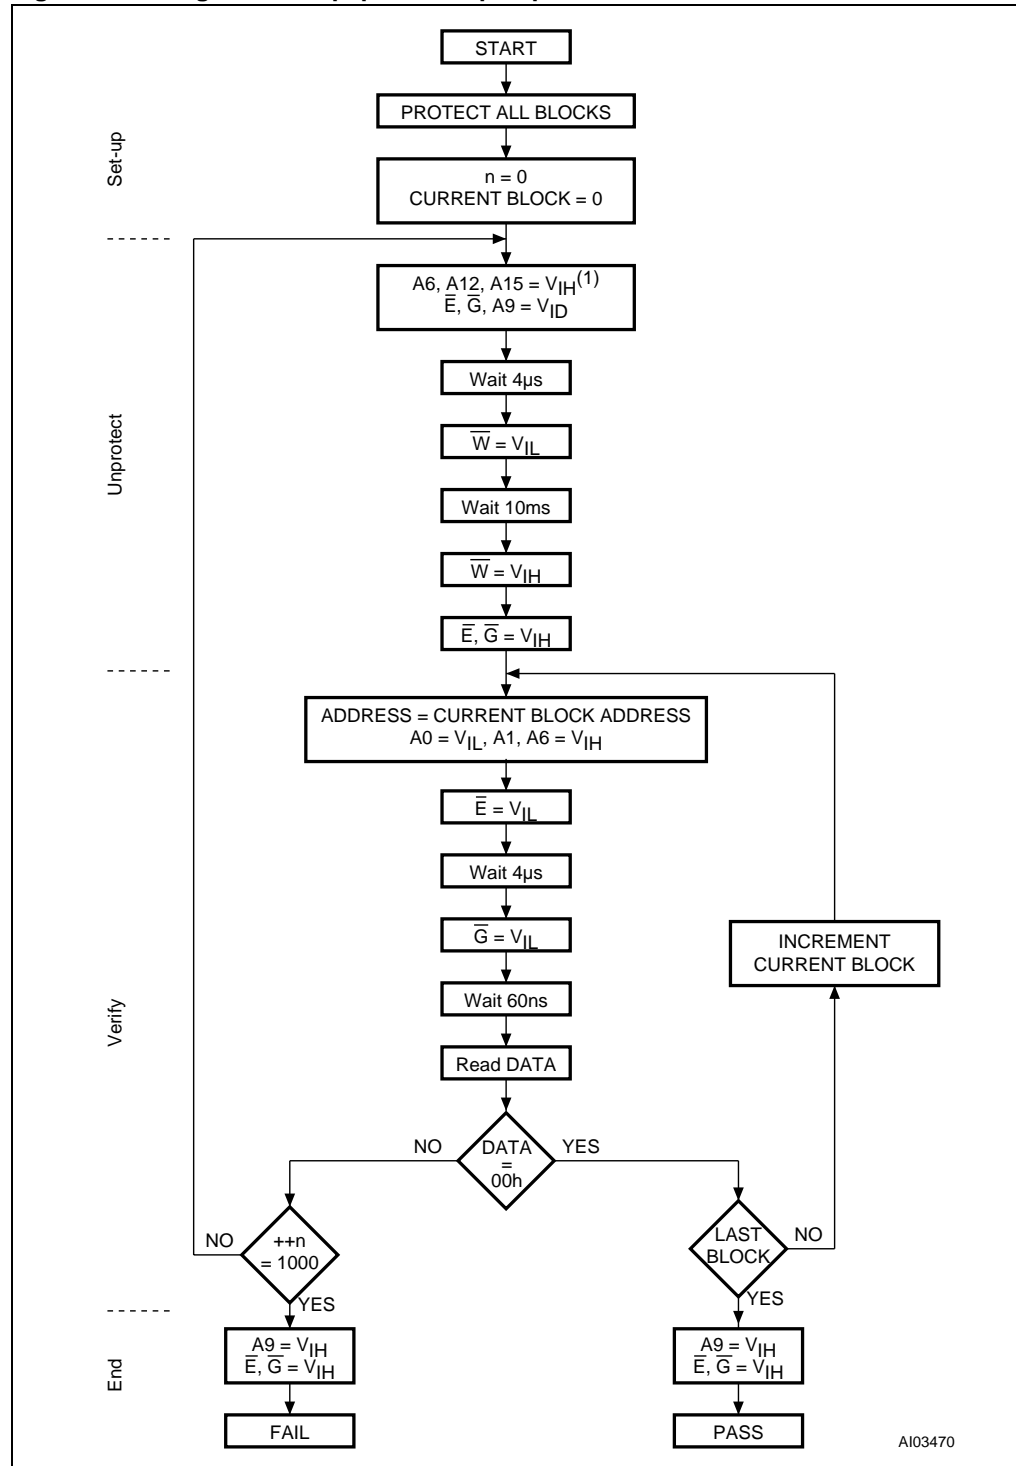 START
PROTECT ALL BLOCKS
Set-up
n = 0
CURRENT BLOCK = 0
A6, A12, A15 = VIH(1)
E̅, G̅, A9 = VID
Wait 4µs
Unprotect
W̅ = VIL
Wait 10ms
W̅ = VIH
E̅, G̅ = VIH
ADDRESS = CURRENT BLOCK ADDRESS
A0 = VIL, A1, A6 = VIH
E̅ = VIL
Wait 4µs
G̅ = VIL
INCREMENT
CURRENT BLOCK
Wait 60ns
Verify
Read DATA
NO
DATA
=
00h
YES
NO
++n
= 1000
LAST
BLOCK
NO
YES
YES
End
A9 = VIH
E̅, G̅ = VIH
A9 = VIH
E̅, G̅ = VIH
FAIL
PASS
AI03470